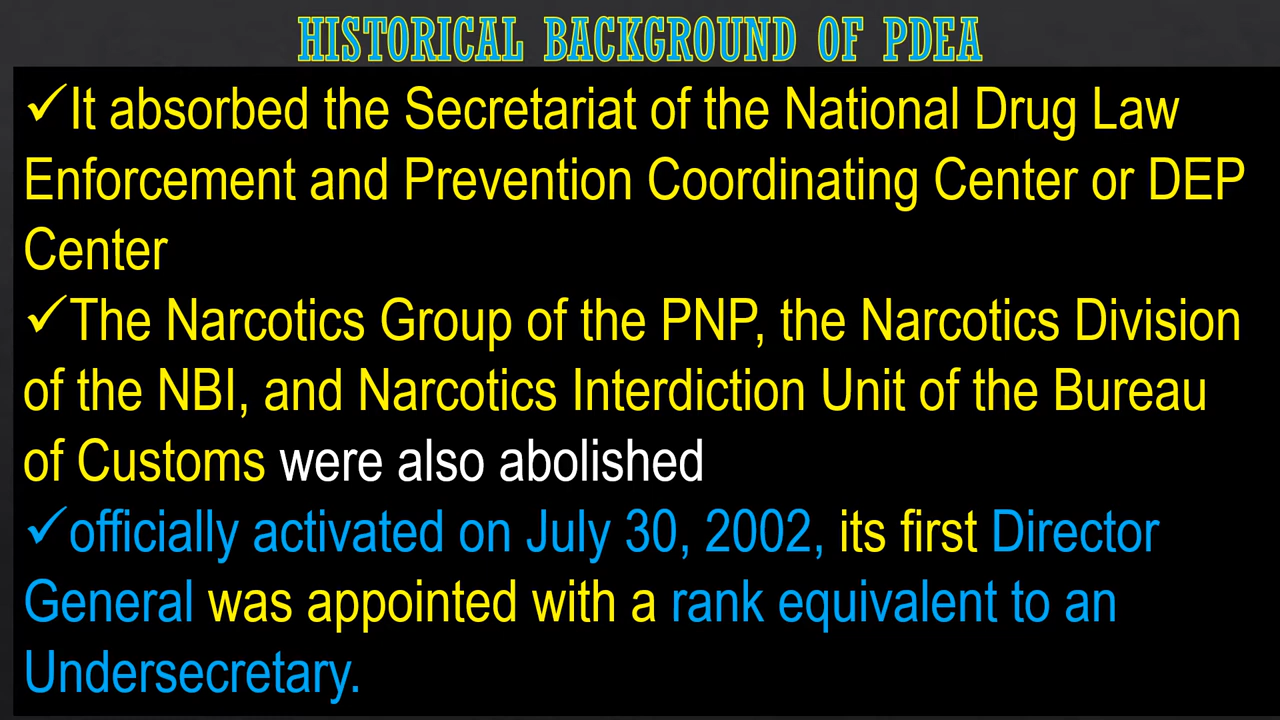 HISTORICAL BACKGROUND OF PDEA
✓It absorbed the Secretariat of the National Drug Law
Enforcement and Prevention Coordinating Center or DEP
Center
✓The Narcotics Group of the PNP, the Narcotics Division
of the NBI, and Narcotics Interdiction Unit of the Bureau
of Customs were also abolished
✓officially activated on July 30, 2002, its first Director
General was appointed with a rank equivalent to an
Undersecretary.